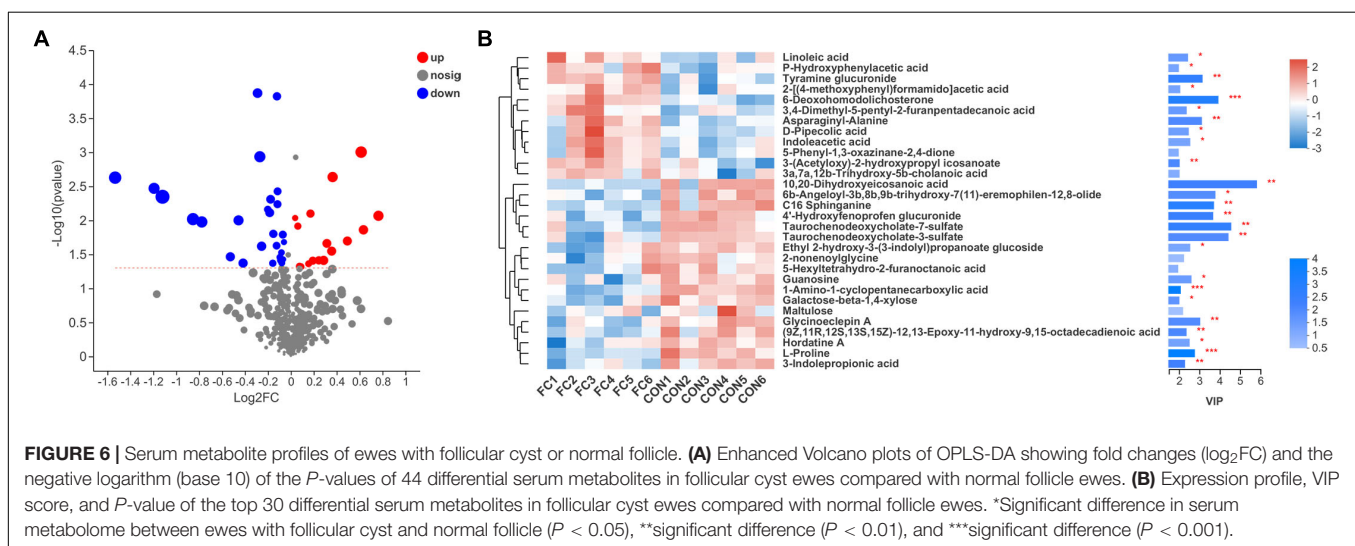 A
4.5
4
3.5
3
2.5
2
1.5
1
0.5
0
-Log10(pvalue)
-1.6 -1.4 -1.2 -1 -0.8 -0.6 -0.4 -0.2 0 0.2 0.4 0.6 0.8 1
Log2FC
up
nosig
down
B
Linoleic acid *
P-Hydroxyphenylacetic acid *
Tyramine glucuronide **
2-[(4-methoxyphenyl)formamido]acetic acid *
6-Deoxohomodolichosterone ***
3,4-Dimethyl-5-pentyl-2-furanpentadecanoic acid *
Asparaginyl-Alanine **
D-Pipecolic acid *
Indoleacetic acid *
5-Phenyl-1,3-oxazinane-2,4-dione
3-(Acetyloxy)-2-hydroxypropyl icosanoate **
3a,7a,12b-Trihydroxy-5b-cholanoic acid
10,20-Dihydroxyeicosanoic acid **
6b-Angeloyl-3b,8b,9b-trihydroxy-7(11)-eremophilen-12,8-olide *
C16 Sphinganine **
4'-Hydroxyfenoprofen glucuronide **
Taurochenodeoxycholate-7-sulfate **
Taurochenodeoxycholate-3-sulfate **
Ethyl 2-hydroxy-3-(3-indolyl)propanoate glucoside *
2-nonenoylglycine
5-Hexyltetrahydro-2-furanoctanoic acid
Guanosine *
1-Amino-1-cyclopentanecarboxylic acid ***
Galactose-beta-1,4-xylose *
Maltulose
Glycinoeclepin A **
(9Z,11R,12S,13S,15Z)-12,13-Epoxy-11-hydroxy-9,15-octadecadienoic acid **
Hordatine A *
L-Proline ***
3-Indolepropionic acid **
FC1 FC2 FC3 FC4 FC5 FC6 CON1 CON2 CON3 CON4 CON5 CON6
2 3 4 5 6
VIP
2
1
0
-1
-2
-3
4
3.5
3
2.5
2
1.5
0.5
FIGURE 6 | Serum metabolite profiles of ewes with follicular cyst or normal follicle. (A) Enhanced Volcano plots of OPLS-DA showing fold changes (log2FC) and the
negative logarithm (base 10) of the P-values of 44 differential serum metabolites in follicular cyst ewes compared with normal follicle ewes. (B) Expression profile, VIP
score, and P-value of the top 30 differential serum metabolites in follicular cyst ewes compared with normal follicle ewes. *Significant difference in serum
metabolome between ewes with follicular cyst and normal follicle (P < 0.05), **significant difference (P < 0.01), and ***significant difference (P < 0.001).